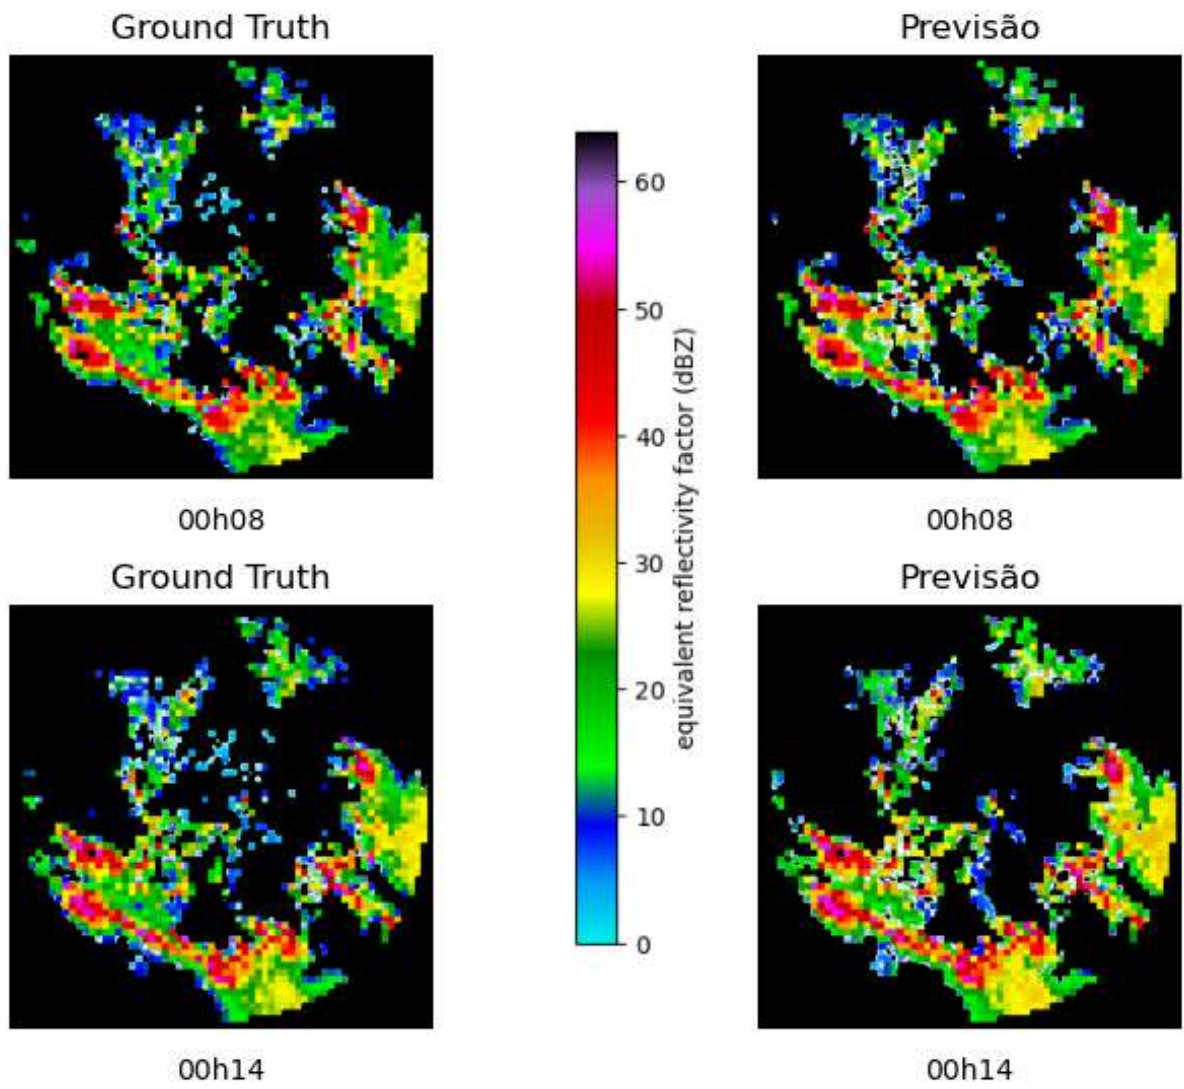 Ground Truth
Previsão
00h08
00h08
60
50
40
30
20
10
0
equivalent reflectivity factor (dBZ)
Ground Truth
Previsão
00h14
00h14